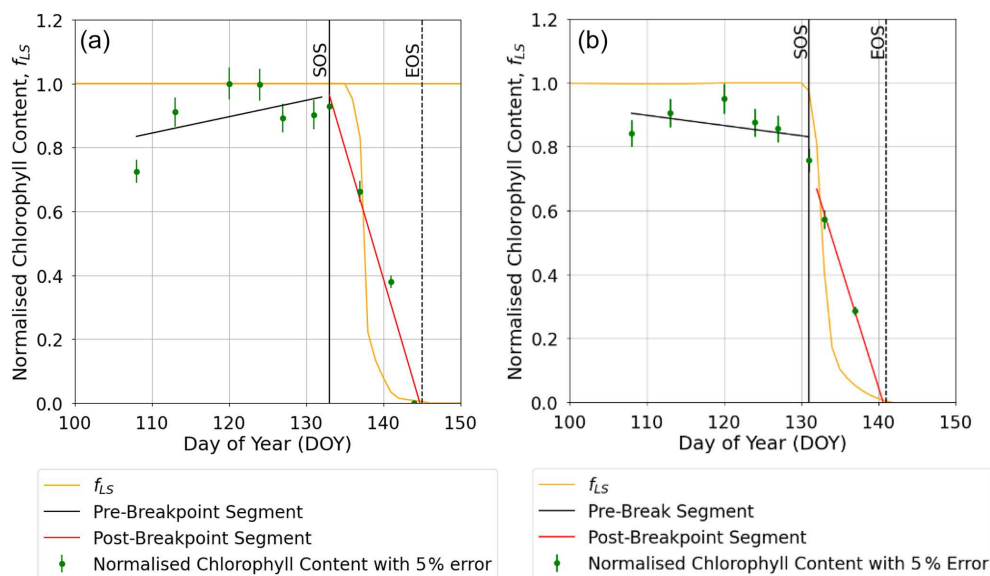 (a)
SOS
EOS
Normalised Chlorophyll Content, f_LS
1.2
1.0
0.8
0.6
0.4
0.2
0.0
100 110 120 130 140 150
Day of Year (DOY)
f_LS
Pre-Breakpoint Segment
Post-Breakpoint Segment
Normalised Chlorophyll Content with 5% error
(b)
SOS
EOS
Normalised Chlorophyll Content, f_LS
1.2
1.0
0.8
0.6
0.4
0.2
0.0
100 110 120 130 140 150
Day of Year (DOY)
f_LS
Pre-Break Segment
Post-Breakpoint Segment
Normalised Chlorophyll Content with 5% Error